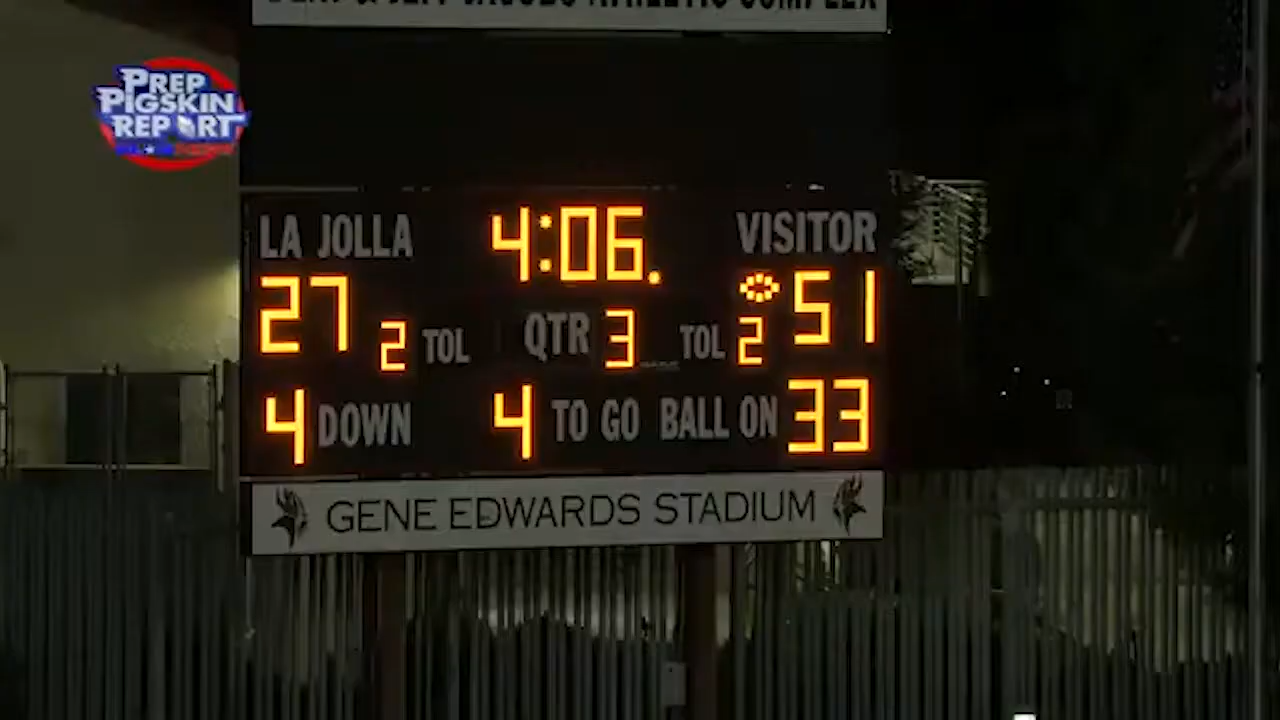 PREP
PIGSKIN
REPORT
LA JOLLA 4:06. VISITOR
27 2 TOL QTR 3 TOL 2 51
4 DOWN 4 TO GO BALL ON 33
GENE EDWARDS STADIUM